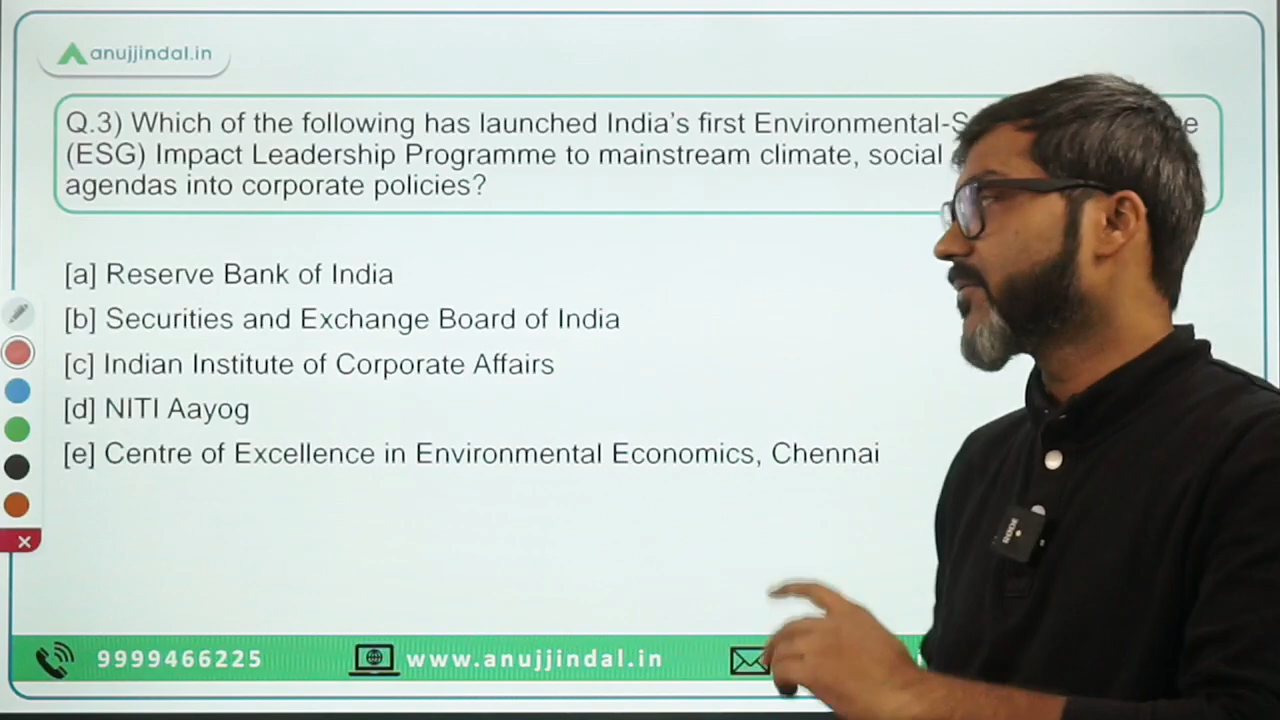 anujjindal.in
Q.3) Which of the following has launched India's first Environmental-S
(ESG) Impact Leadership Programme to mainstream climate, social
agendas into corporate policies?
[a] Reserve Bank of India
[b] Securities and Exchange Board of India
[c] Indian Institute of Corporate Affairs
[d] NITI Aayog
[e] Centre of Excellence in Environmental Economics, Chennai
RODE
9999466225 www.anujjindal.in